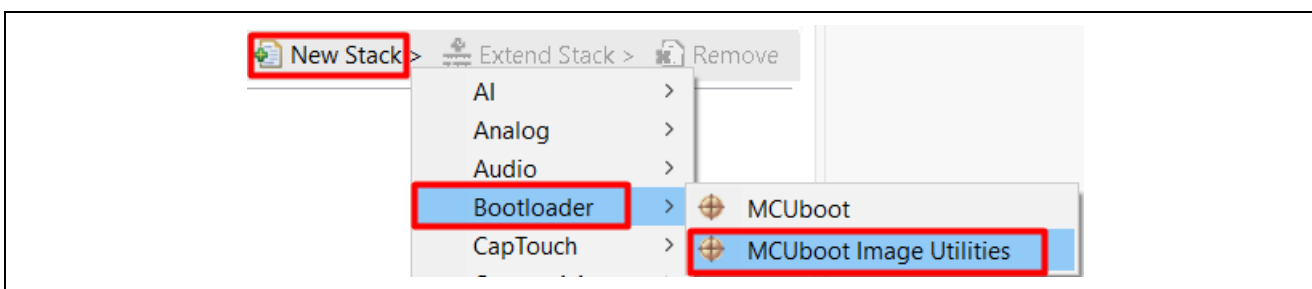 New Stack > Extend Stack > Remove
AI >
Analog >
Audio >
Bootloader > MCUboot
CapTouch > MCUboot Image Utilities